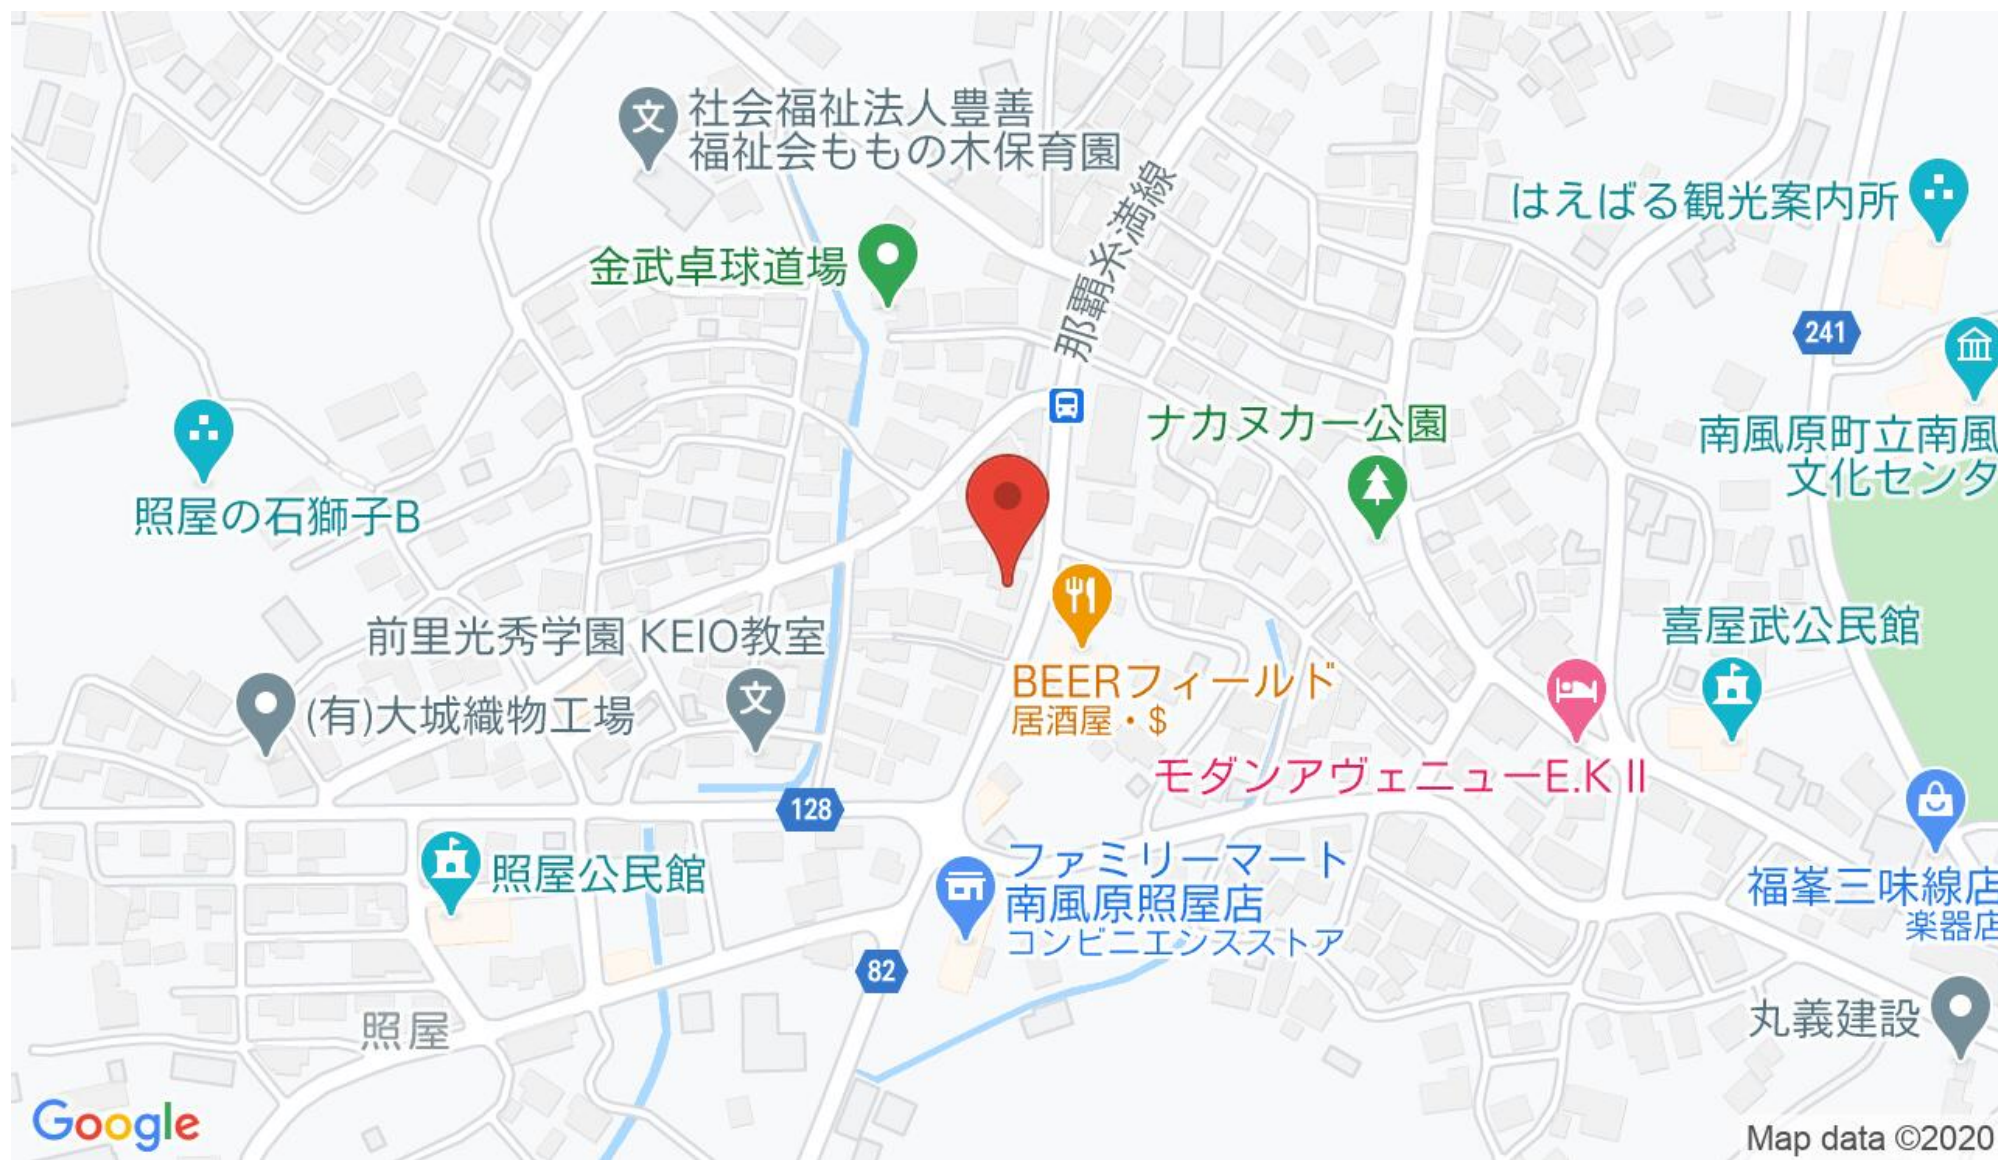 社会福祉法人豊善
福祉会ももの木保育園
那覇糸満線
はえばる観光案内所
金武卓球道場
241
ナカヌカー公園
南風原町立南風
文化センタ
照屋の石獅子B
前里光秀学園 KEIO教室
喜屋武公民館
(有)大城織物工場
BEERフィールド
居酒屋・$
モダンアヴェニューE.K II
128
照屋公民館
ファミリーマート
南風原照屋店
コンビニエンスストア
福峯三味線店
楽器店
82
照屋
丸義建設
Google
Map data ©2020
文
文